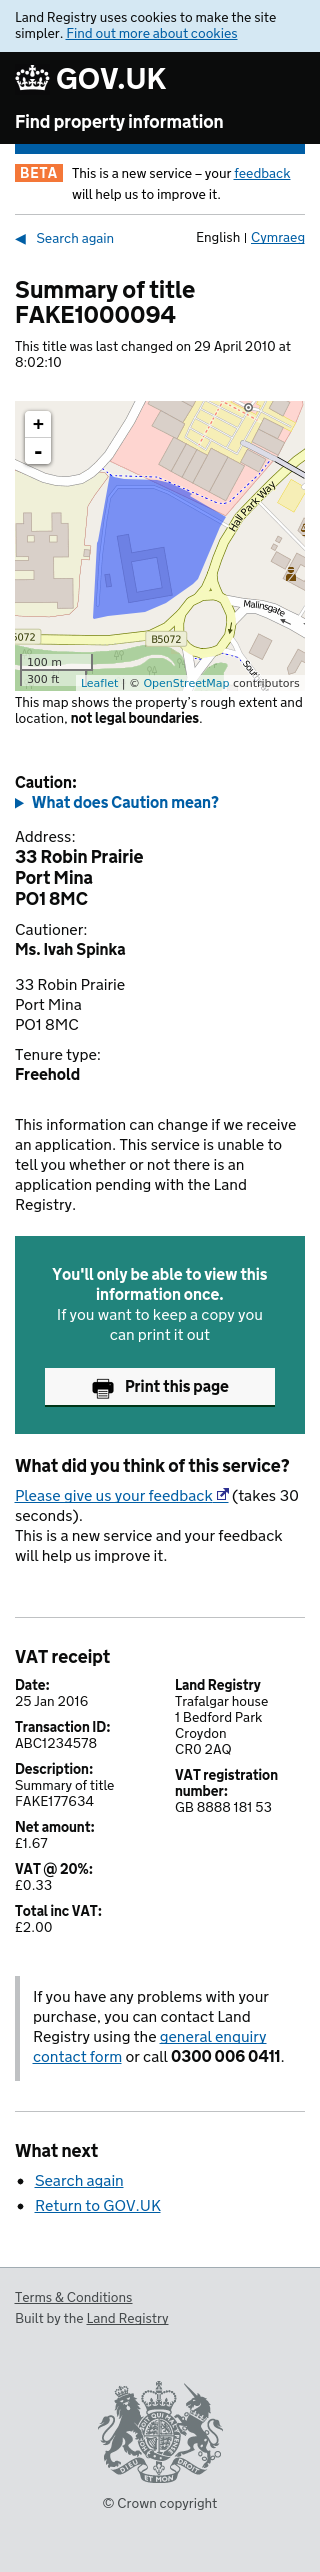 Land Registry uses cookies to make the site
simpler. Find out more about cookies
GOV.UK
Find property information
BETA This is a new service – your feedback
will help us to improve it.
◀ Search again English | Cymraeg
Summary of title
FAKE1000094
This title was last changed on 29 April 2010 at
8:02:10
+
-
Hall Park Way
Malinsgate
5072
B5072
Sout
100 m
300 ft
Leaflet | © OpenStreetMap contributors
This map shows the property's rough extent and
location, not legal boundaries.
Caution:
What does Caution mean?
Address:
33 Robin Prairie
Port Mina
PO1 8MC
Cautioner:
Ms. Ivah Spinka
33 Robin Prairie
Port Mina
PO1 8MC
Tenure type:
Freehold
This information can change if we receive
an application. This service is unable to
tell you whether or not there is an
application pending with the Land
Registry.
You'll only be able to view this
information once.
If you want to keep a copy you
can print it out
Print this page
What did you think of this service?
Please give us your feedback (takes 30
seconds).
This is a new service and your feedback
will help us improve it.
VAT receipt
Date:
25 Jan 2016
Transaction ID:
ABC1234578
Description:
Summary of title
FAKE177634
Net amount:
£1.67
VAT @ 20%:
£0.33
Total inc VAT:
£2.00
Land Registry
Trafalgar house
1 Bedford Park
Croydon
CR0 2AQ
VAT registration
number:
GB 8888 181 53
If you have any problems with your
purchase, you can contact Land
Registry using the general enquiry
contact form or call 0300 006 0411.
What next
• Search again
• Return to GOV.UK
Terms & Conditions
Built by the Land Registry
DIEU ET MON DROIT
© Crown copyright